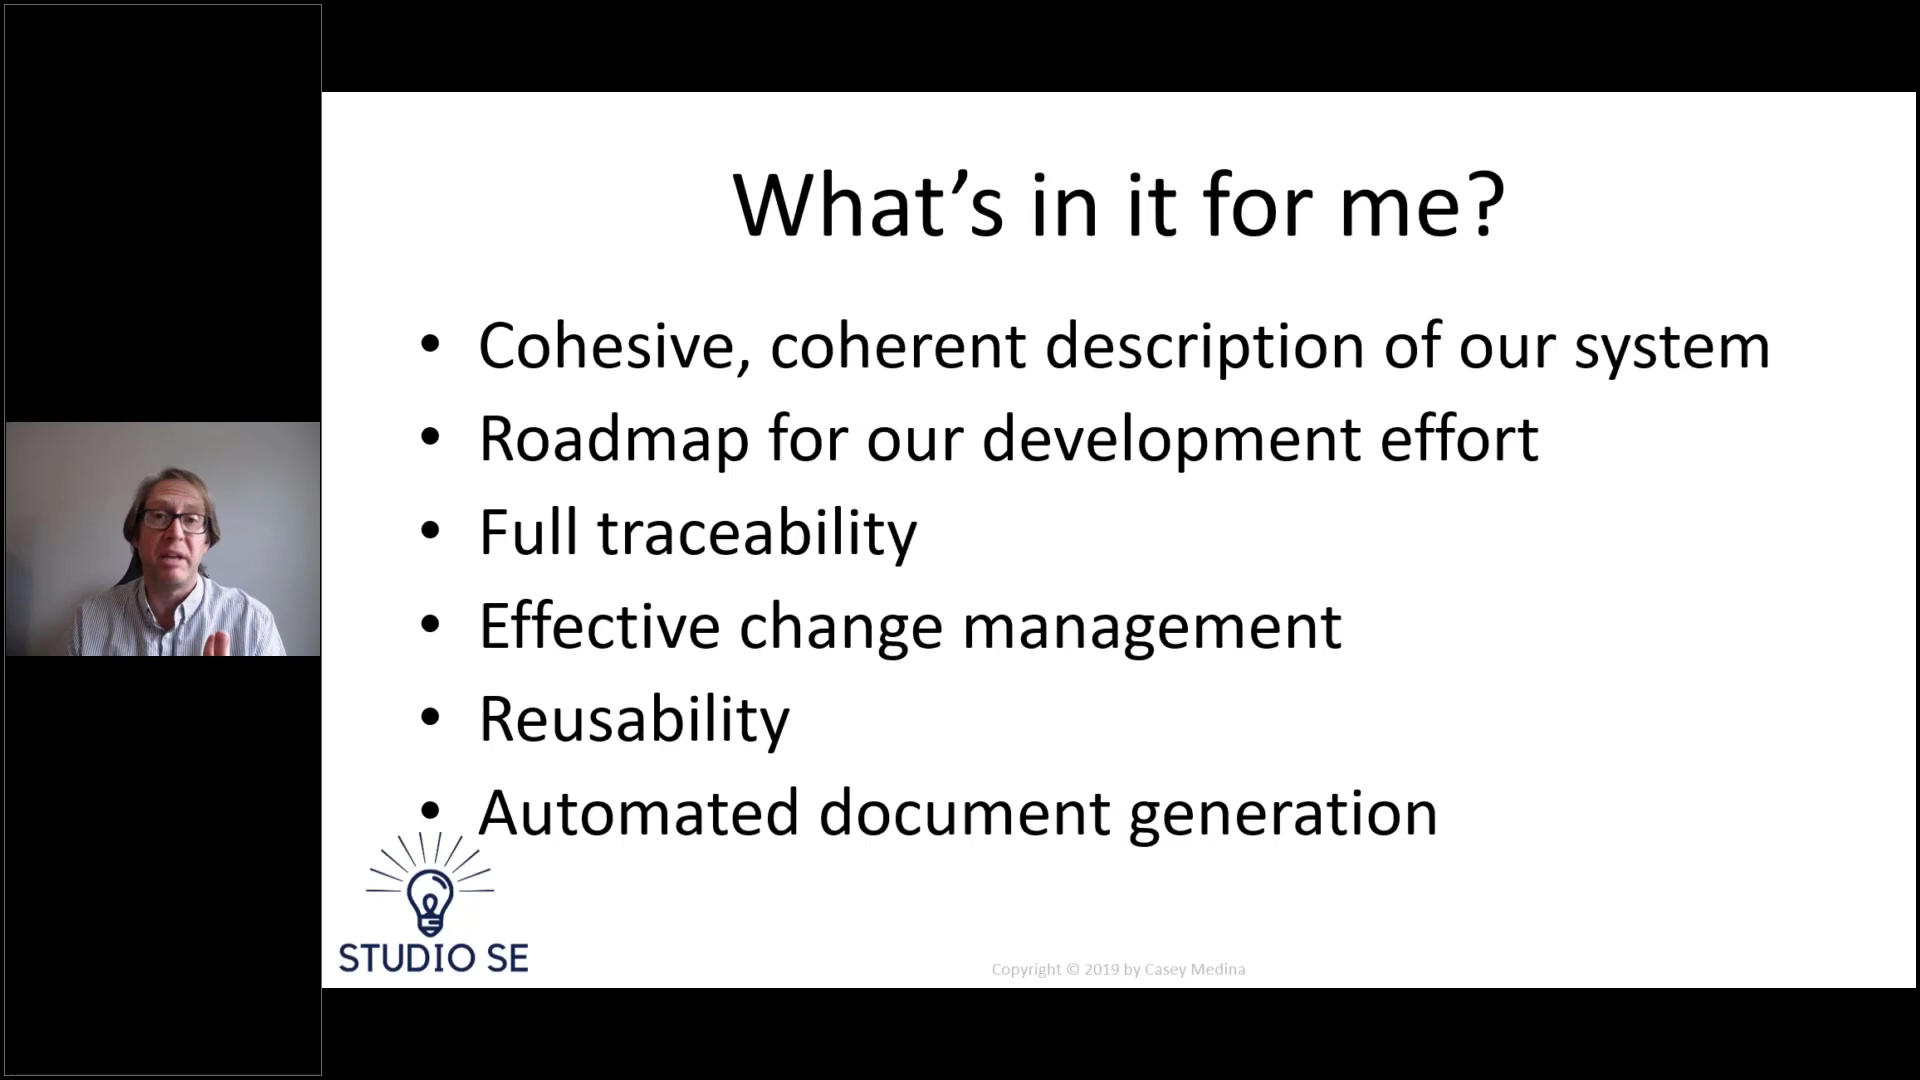 What’s in it for me?
• Cohesive, coherent description of our system
• Roadmap for our development effort
• Full traceability
• Effective change management
• Reusability
• Automated document generation
STUDIO SE
Copyright © 2019 by Casey Medina